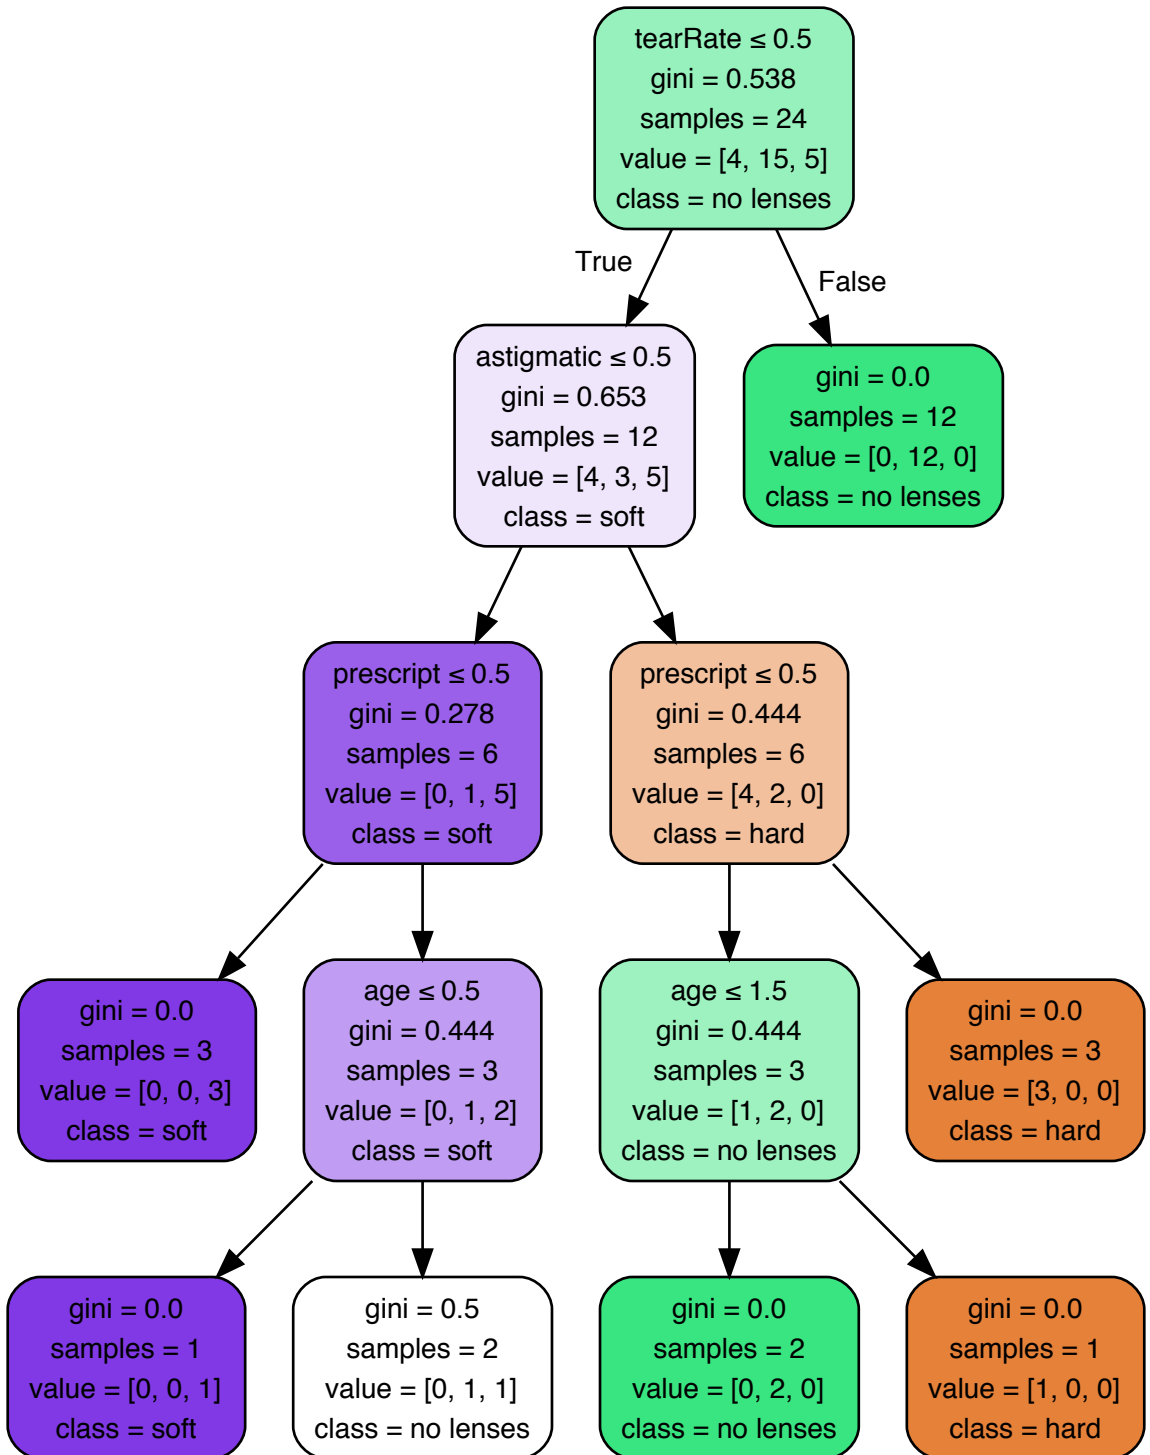 tearRate ≤ 0.5
gini = 0.538
samples = 24
value = [4, 15, 5]
class = no lenses
True
False
astigmatic ≤ 0.5
gini = 0.653
samples = 12
value = [4, 3, 5]
class = soft
gini = 0.0
samples = 12
value = [0, 12, 0]
class = no lenses
prescript ≤ 0.5
gini = 0.278
samples = 6
value = [0, 1, 5]
class = soft
prescript ≤ 0.5
gini = 0.444
samples = 6
value = [4, 2, 0]
class = hard
gini = 0.0
samples = 3
value = [0, 0, 3]
class = soft
age ≤ 0.5
gini = 0.444
samples = 3
value = [0, 1, 2]
class = soft
age ≤ 1.5
gini = 0.444
samples = 3
value = [1, 2, 0]
class = no lenses
gini = 0.0
samples = 3
value = [3, 0, 0]
class = hard
gini = 0.0
samples = 1
value = [0, 0, 1]
class = soft
gini = 0.5
samples = 2
value = [0, 1, 1]
class = no lenses
gini = 0.0
samples = 2
value = [0, 2, 0]
class = no lenses
gini = 0.0
samples = 1
value = [1, 0, 0]
class = hard